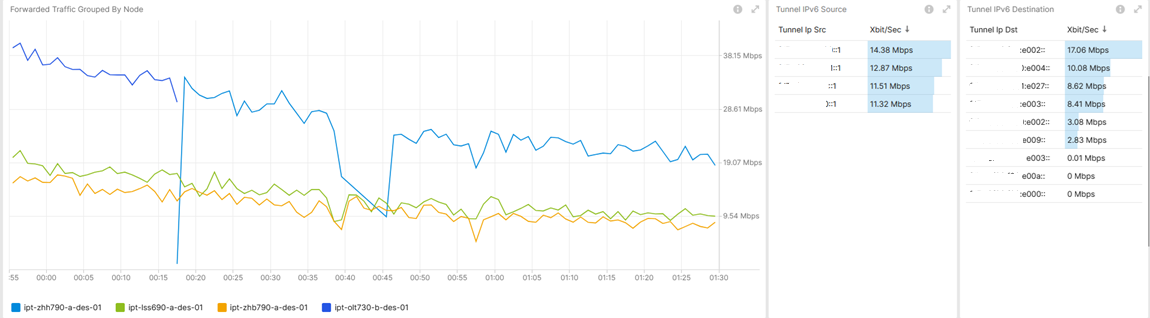 Forwarded Traffic Grouped By Node
38.15 Mbps
28.61 Mbps
19.07 Mbps
9.54 Mbps
:55 00:00 00:05 00:10 00:15 00:20 00:25 00:30 00:35 00:40 00:45 00:50 00:55 01:00 01:05 01:10 01:15 01:20 01:25 01:30
ipt-zhh790-a-des-01 ipt-lss690-a-des-01 ipt-zhb790-a-des-01 ipt-olt730-b-des-01
Tunnel IPv6 Source
Tunnel Ip Src Xbit/Sec ↓
::1 14.38 Mbps
::1 12.87 Mbps
::1 11.51 Mbps
::1 11.32 Mbps
Tunnel IPv6 Destination
Tunnel Ip Dst Xbit/Sec ↓
:e002:: 17.06 Mbps
:e004:: 10.08 Mbps
:e027:: 8.62 Mbps
:e003:: 8.41 Mbps
:e002:: 3.08 Mbps
e009:: 2.83 Mbps
e003:: 0.01 Mbps
:e00a:: 0 Mbps
:e000:: 0 Mbps